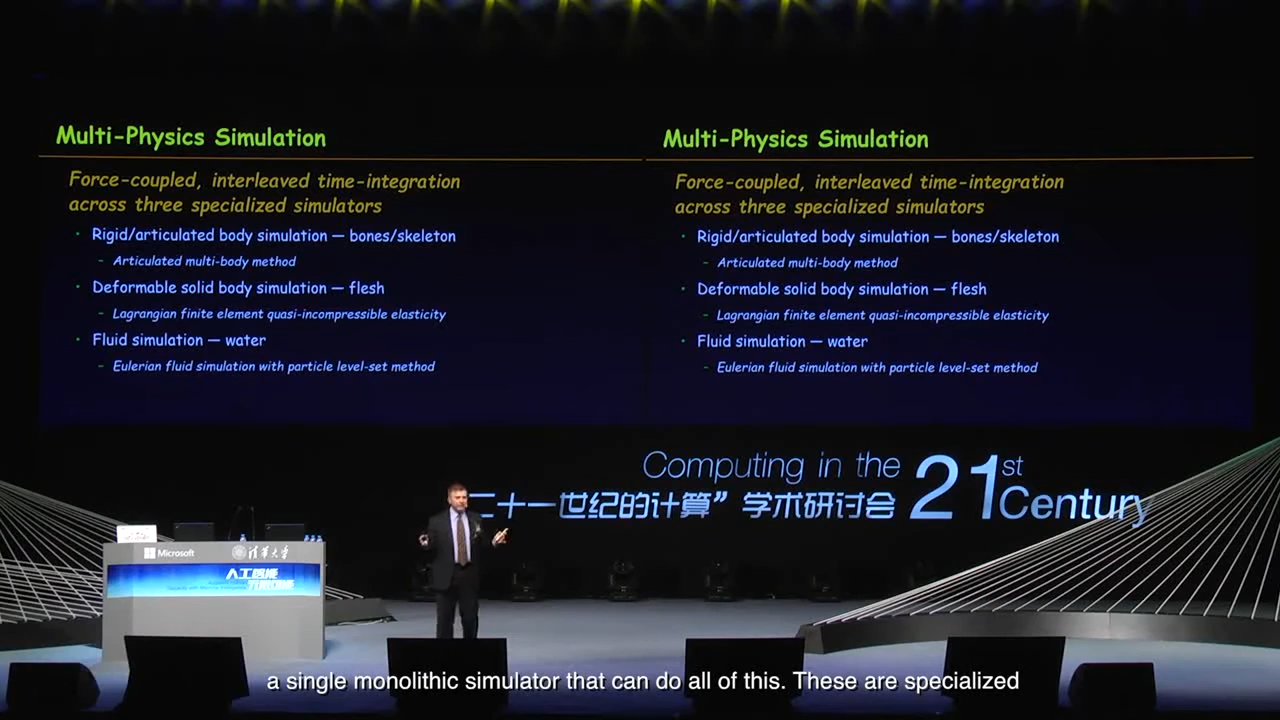 Multi-Physics Simulation
Force-coupled, interleaved time-integration
across three specialized simulators
• Rigid/articulated body simulation — bones/skeleton
– Articulated multi-body method
• Deformable solid body simulation — flesh
– Lagrangian finite element quasi-incompressible elasticity
• Fluid simulation — water
– Eulerian fluid simulation with particle level-set method
Multi-Physics Simulation
Force-coupled, interleaved time-integration
across three specialized simulators
• Rigid/articulated body simulation — bones/skeleton
– Articulated multi-body method
• Deformable solid body simulation — flesh
– Lagrangian finite element quasi-incompressible elasticity
• Fluid simulation — water
– Eulerian fluid simulation with particle level-set method
Computing in the 21st Century
二十一世纪的计算”学术研讨会
Microsoft
清华大学
人工智能
a single monolithic simulator that can do all of this. These are specialized